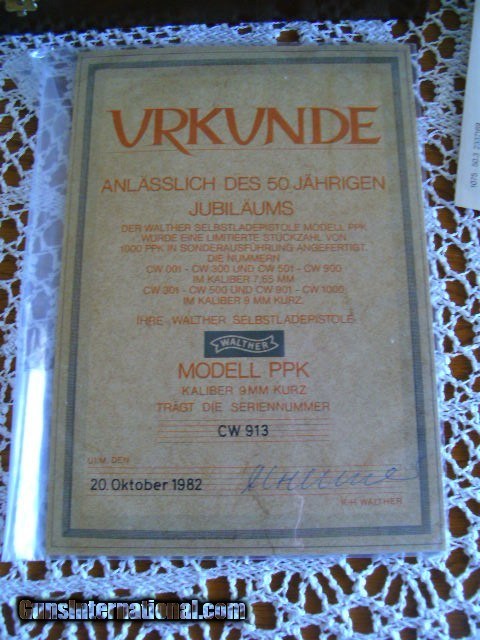 URKUNDE
ANLÄSSLICH DES 50 JÄHRIGEN
JUBILÄUMS
DER WALTHER SELBSTLADEPISTOLE MODELL PPK
WURDE EINE LIMITIERTE STÜCKZAHL VON
1000 PPK IN SONDERAUSFÜHRUNG ANGEFERTIGT.
DIE NUMMERN
CW 001 - CW 300 UND CW 501 - CW 900
IM KALIBER 7,65 MM
CW 301 - CW 500 UND CW 901 - CW 1000
IM KALIBER 9 MM KURZ.
IHRE WALTHER SELBSTLADEPISTOLE
WALTHER
MODELL PPK
KALIBER 9MM KURZ
TRÄGT DIE SERIENNUMMER
CW 913
ULM, DEN
20. Oktober 1982
K-H. WALTHER
GunsInternational.com